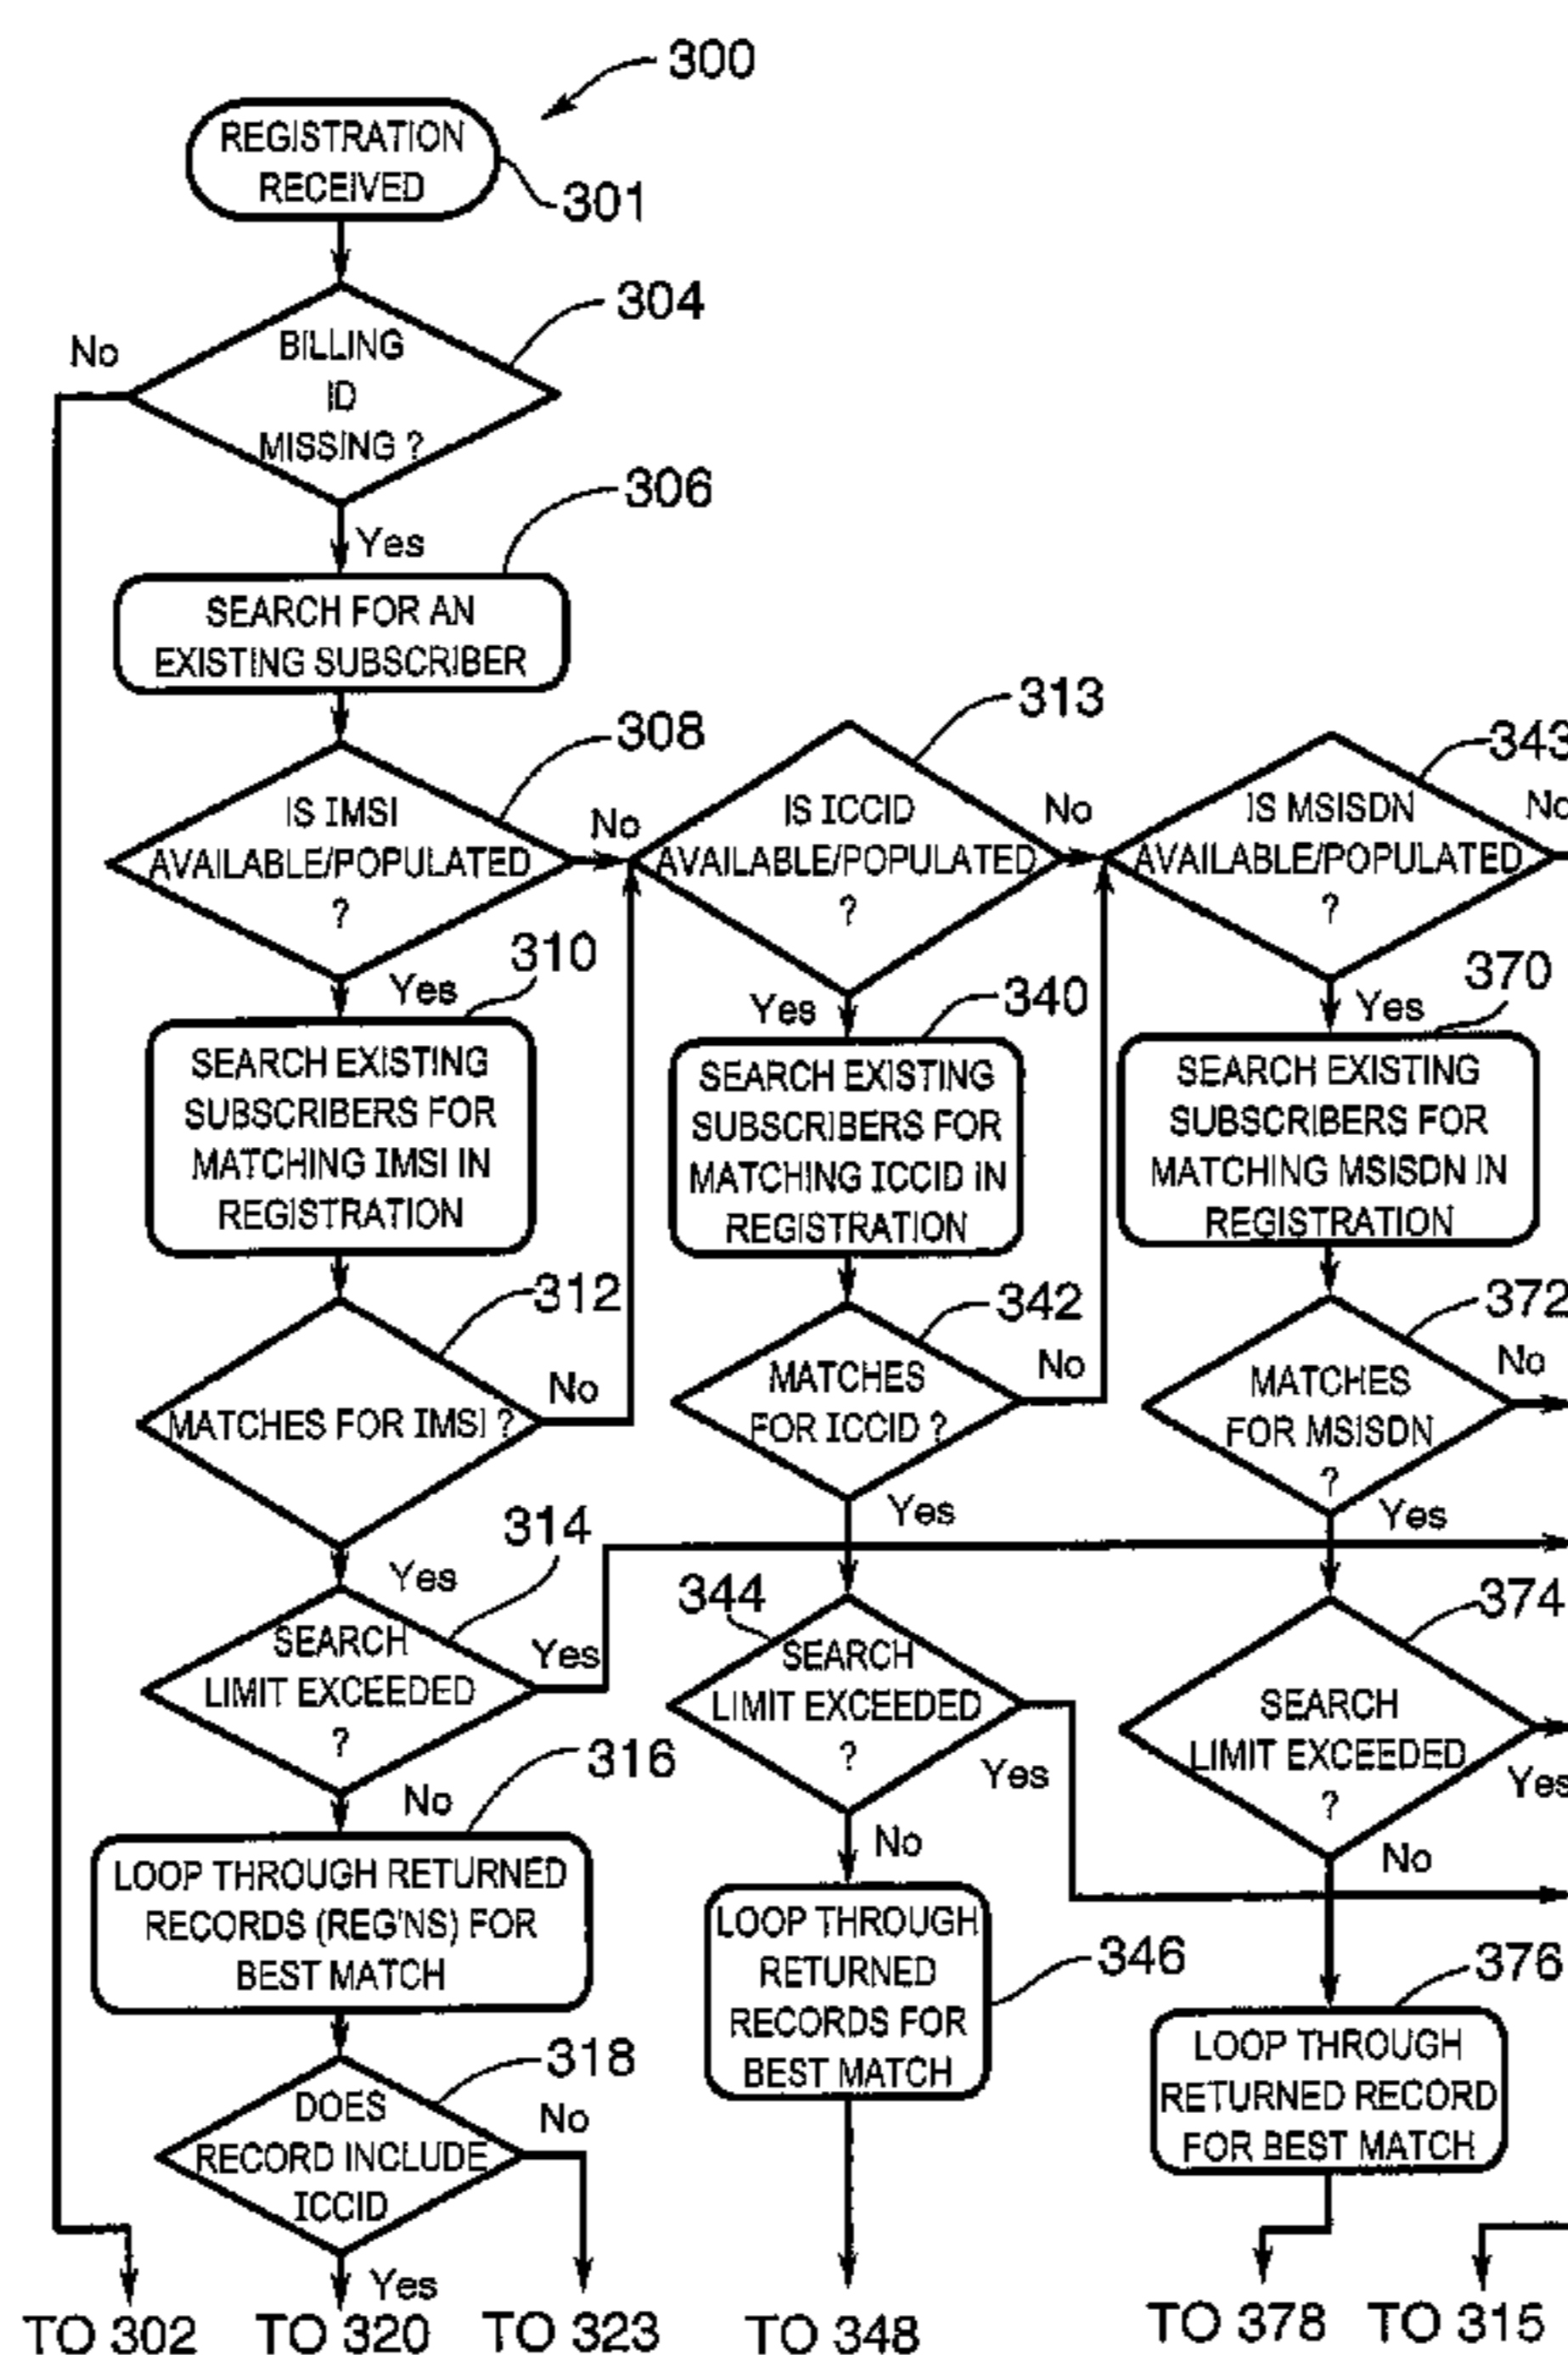 300
REGISTRATION
RECEIVED
301
304
No
BILLING
ID
MISSING ?
306
Yes
SEARCH FOR AN
EXISTING SUBSCRIBER
308
IS IMSI
AVAILABLE/POPULATED
?
No
313
IS ICCID
AVAILABLE/POPULATED
?
No
343
IS MSISDN
AVAILABLE/POPULATED
?
No
310
Yes
SEARCH EXISTING
SUBSCRIBERS FOR
MATCHING IMSI IN
REGISTRATION
340
Yes
SEARCH EXISTING
SUBSCRIBERS FOR
MATCHING ICCID IN
REGISTRATION
370
Yes
SEARCH EXISTING
SUBSCRIBERS FOR
MATCHING MSISDN IN
REGISTRATION
312
MATCHES FOR IMSI ?
No
342
MATCHES
FOR ICCID ?
No
372
MATCHES
FOR MSISDN
?
No
314
Yes
SEARCH
LIMIT EXCEEDED
?
Yes
344
Yes
SEARCH
LIMIT EXCEEDED
?
Yes
374
Yes
SEARCH
LIMIT EXCEEDED
?
Yes
316
No
LOOP THROUGH RETURNED
RECORDS (REG'NS) FOR
BEST MATCH
No
LOOP THROUGH
RETURNED
RECORDS FOR
BEST MATCH
346
No
376
LOOP THROUGH
RETURNED RECORD
FOR BEST MATCH
318
DOES
RECORD INCLUDE
ICCID
No
Yes
TO 302
TO 320
TO 323
TO 348
TO 378
TO 315